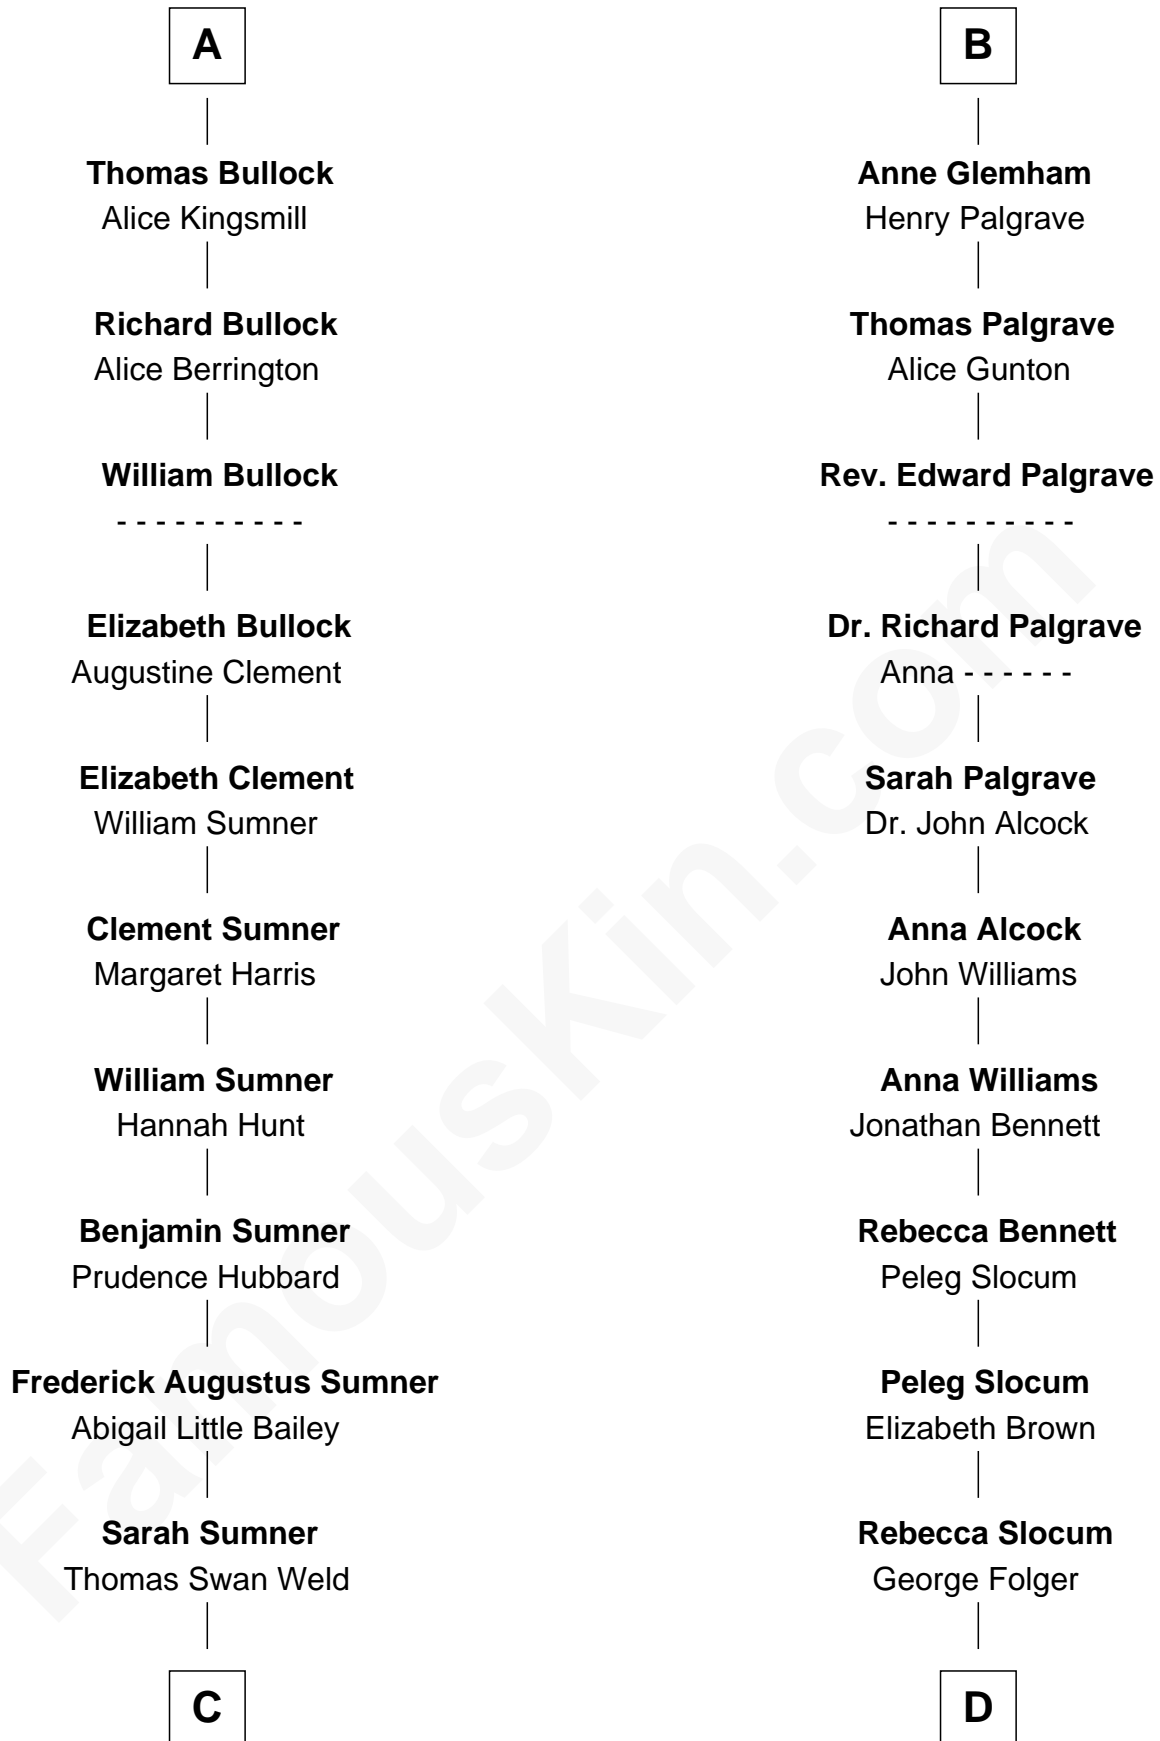 A
Thomas Bullock
Alice Kingsmill
Richard Bullock
Alice Berrington
William Bullock
- - - - - - - - - -
Elizabeth Bullock
Augustine Clement
Elizabeth Clement
William Sumner
Clement Sumner
Margaret Harris
William Sumner
Hannah Hunt
Benjamin Sumner
Prudence Hubbard
Frederick Augustus Sumner
Abigail Little Bailey
Sarah Sumner
Thomas Swan Weld
C
B
Anne Glemham
Henry Palgrave
Thomas Palgrave
Alice Gunton
Rev. Edward Palgrave
- - - - - - - - - -
Dr. Richard Palgrave
Anna - - - - - -
Sarah Palgrave
Dr. John Alcock
Anna Alcock
John Williams
Anna Williams
Jonathan Bennett
Rebecca Bennett
Peleg Slocum
Peleg Slocum
Elizabeth Brown
Rebecca Slocum
George Folger
D
FamousKin.com